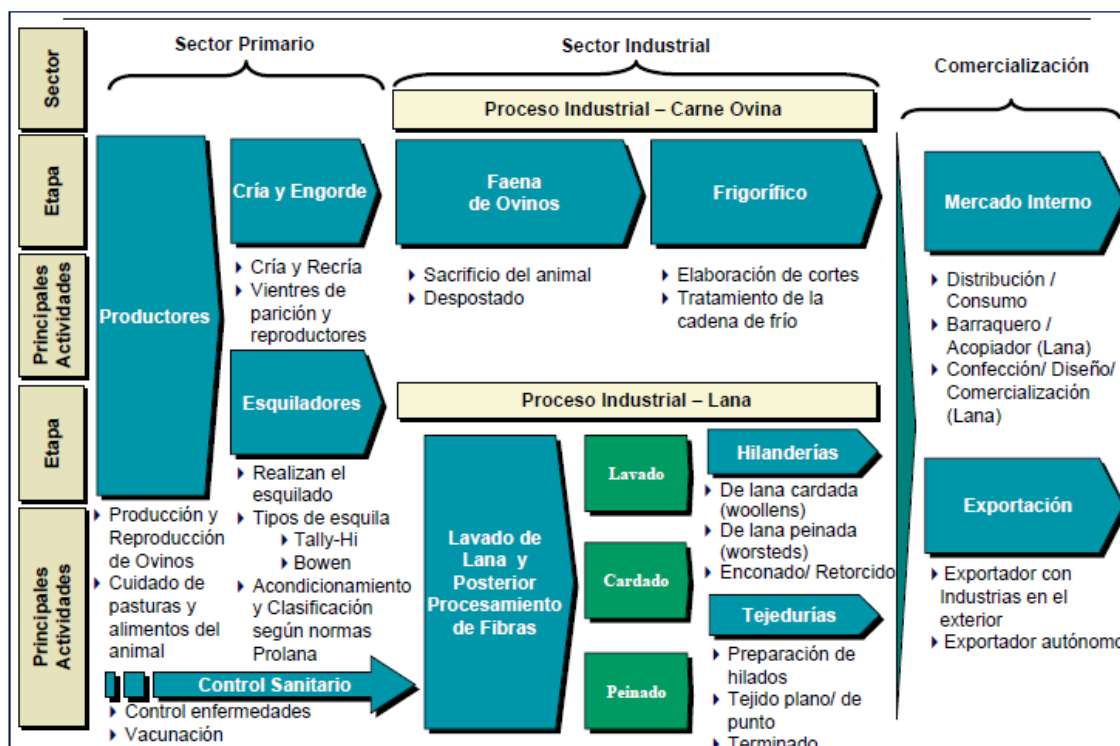 Sector Primario
Sector Industrial
Comercialización
Sector
Proceso Industrial – Carne Ovina
Etapa
Productores
Cría y Engorde
Faena
de Ovinos
Frigorífico
Mercado Interno
Principales
Actividades
Cría y Recría
Vientres de
parición y
reproductores
Sacrificio del animal
Despostado
Elaboración de cortes
Tratamiento de la
cadena de frío
Distribución /
Consumo
Barraquero /
Acopiador (Lana)
Confección/ Diseño/
Comercialización
(Lana)
Etapa
Esquiladores
Proceso Industrial – Lana
Lavado de
Lana y
Posterior
Procesamiento
de Fibras
Lavado
Cardado
Peinado
Hilanderías
De lana cardada
(woollens)
De lana peinada
(worsteds)
Enconado/ Retorcido
Tejedurías
Preparación de
hilados
Tejido plano/ de
punto
Terminado
Exportación
Exportador con
Industrias en el
exterior
Exportador autónomo
Principales
Actividades
Producción y
Reproducción
de Ovinos
Cuidado de
pasturas y
alimentos del
animal
Realizan el
esquilado
Tipos de esquila
Tally-Hi
Bowen
Acondicionamiento
y Clasificación
según normas
Prolana
Control Sanitario
Control enfermedades
Vacunación